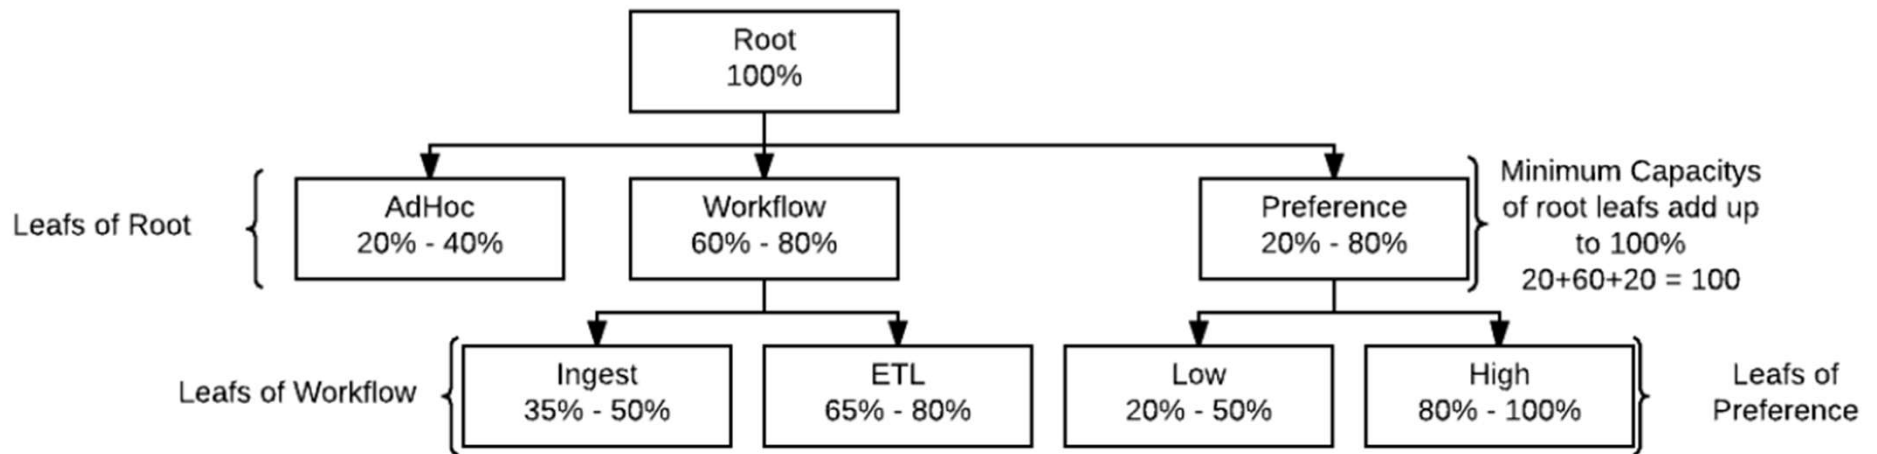 Root
100%
Leafs of Root
AdHoc
20% - 40%
Workflow
60% - 80%
Preference
20% - 80%
Minimum Capacitys
of root leafs add up
to 100%
20+60+20 = 100
Leafs of Workflow
Ingest
35% - 50%
ETL
65% - 80%
Low
20% - 50%
High
80% - 100%
Leafs of
Preference